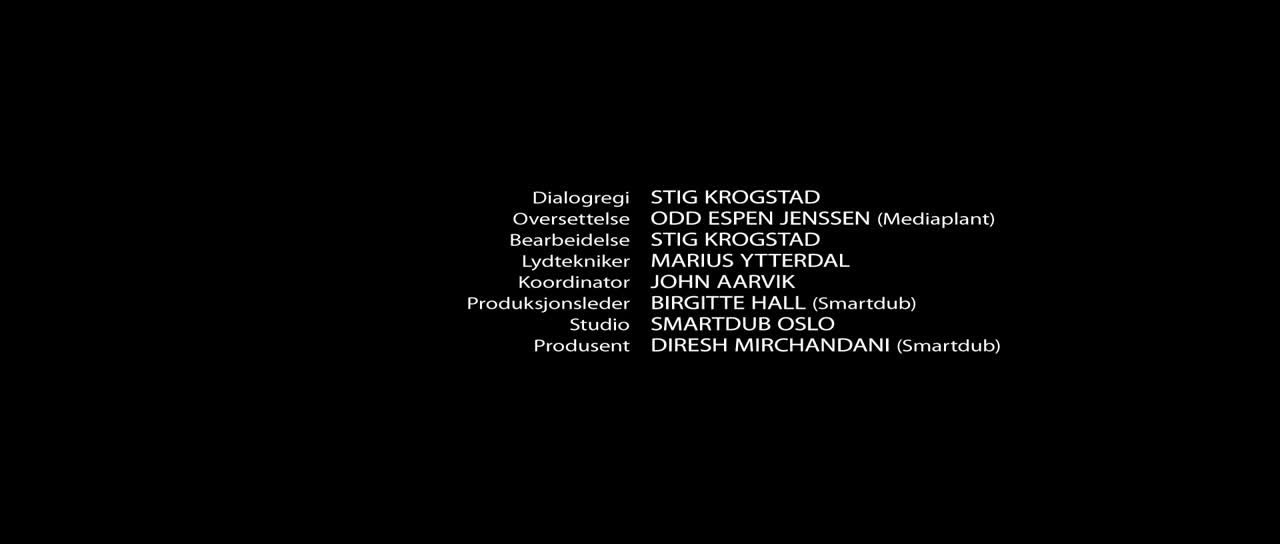 Dialogregi STIG KROGSTAD
Oversettelse ODD ESPEN JENSSEN (Mediaplant)
Bearbeidelse STIG KROGSTAD
Lydtekniker MARIUS YTTERDAL
Koordinator JOHN AARVIK
Produksjonsleder BIRGITTE HALL (Smartdub)
Studio SMARTDUB OSLO
Produsent DIRESH MIRCHANDANI (Smartdub)